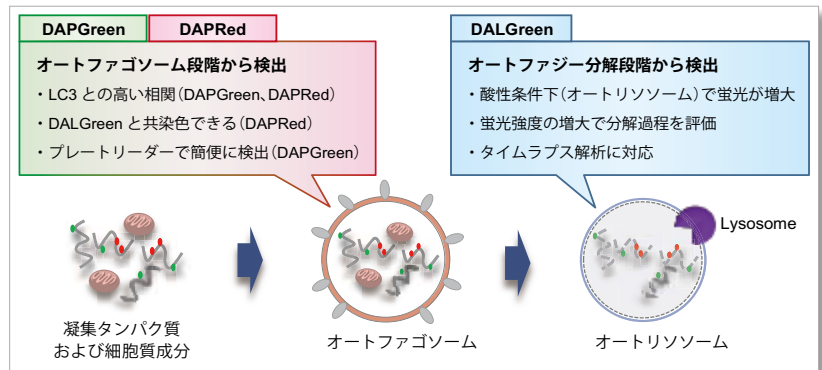 DAPGreen
DAPRed
オートファゴソーム段階から検出
・LC3 との高い相関（DAPGreen、DAPRed）
・DALGreen と共染色できる（DAPRed）
・プレートリーダーで簡便に検出（DAPGreen）
DALGreen
オートファジー分解段階から検出
・酸性条件下（オートリソソーム）で蛍光が増大
・蛍光強度の増大で分解過程を評価
・タイムラプス解析に対応
Lysosome
凝集タンパク質
および細胞質成分
オートファゴソーム
オートリソソーム